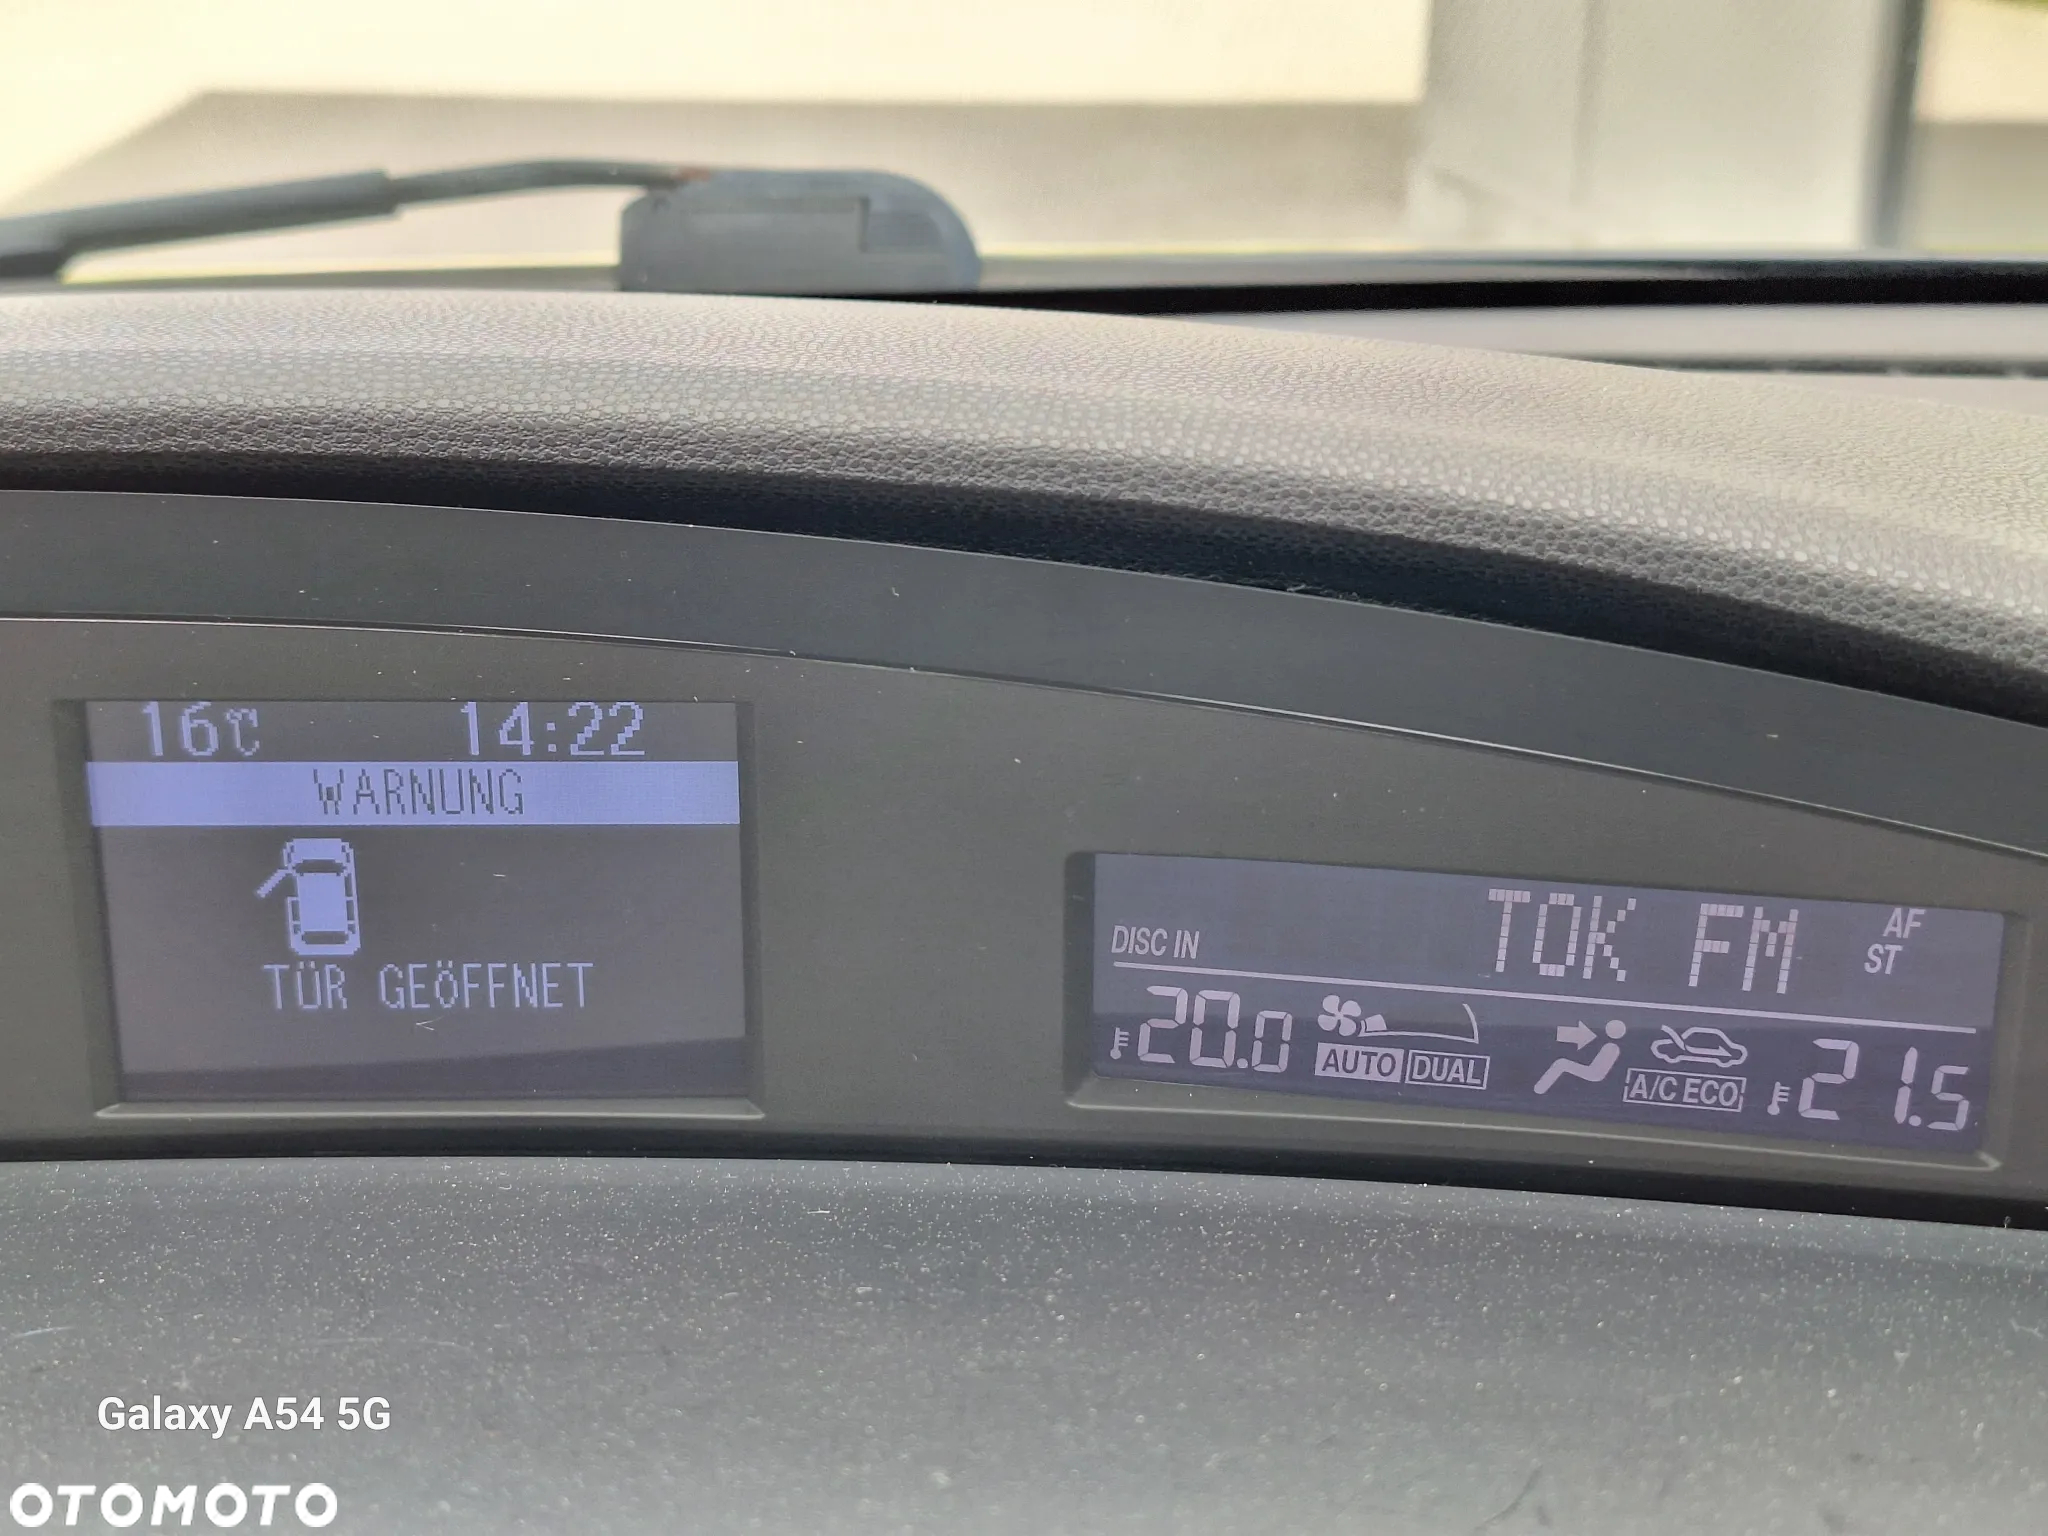 16℃ 14:22
WARNUNG
TÜR GEÖFFNET
DISC IN TOK FM AF
ST
20.0 AUTO DUAL A/C ECO 21.5
Galaxy A54 5G
OTOMOTO